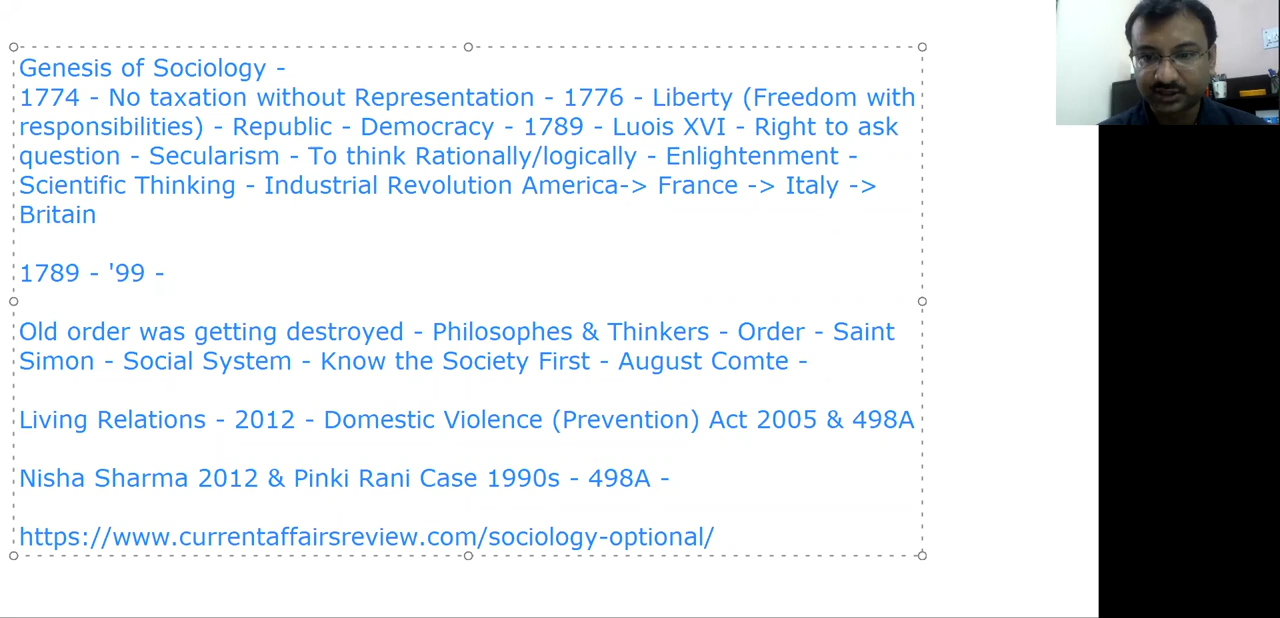 Genesis of Sociology -
1774 - No taxation without Representation - 1776 - Liberty (Freedom with
responsibilities) - Republic - Democracy - 1789 - Luois XVI - Right to ask
question - Secularism - To think Rationally/logically - Enlightenment -
Scientific Thinking - Industrial Revolution America-> France -> Italy ->
Britain
1789 - '99 -
Old order was getting destroyed - Philosophes & Thinkers - Order - Saint
Simon - Social System - Know the Society First - August Comte -
Living Relations - 2012 - Domestic Violence (Prevention) Act 2005 & 498A
Nisha Sharma 2012 & Pinki Rani Case 1990s - 498A -
https://www.currentaffairsreview.com/sociology-optional/